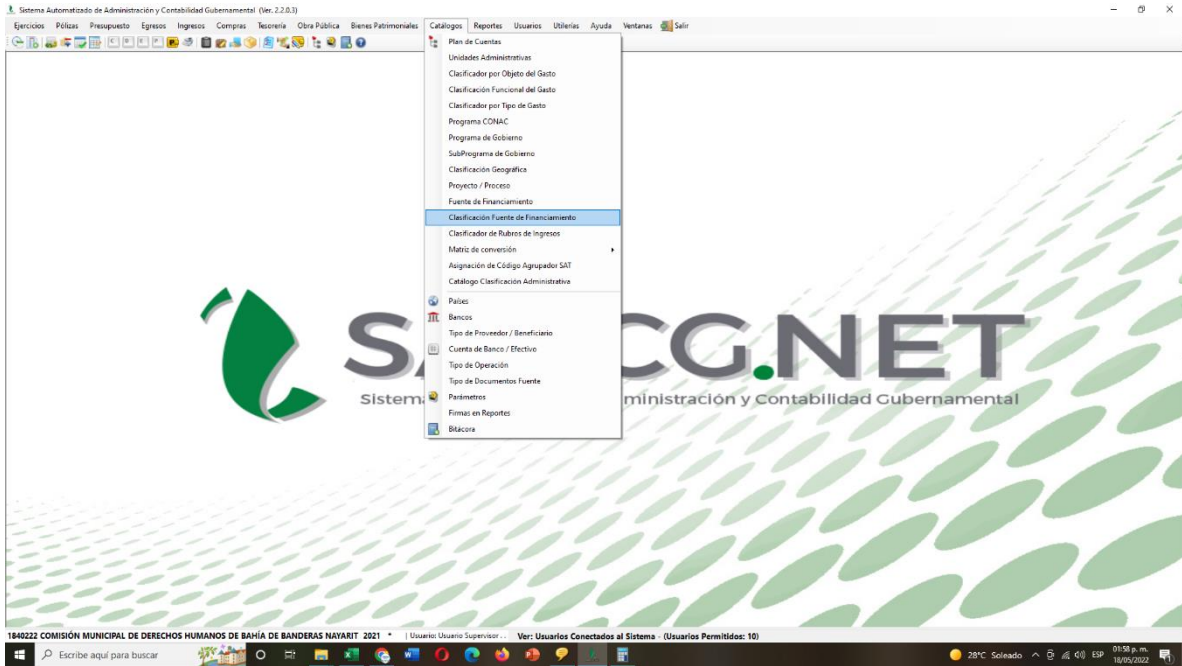 Sistema Automatizado de Administración y Contabilidad Gubernamental (Ver. 2.2.0.3)
Ejercicios Pólizas Presupuesto Egresos Ingresos Compras Tesorería Obra Pública Bienes Patrimoniales Catálogos Reportes Usuarios Utilerías Ayuda Ventanas Salir
Plan de Cuentas
Unidades Administrativas
Clasificador por Objeto del Gasto
Clasificación Funcional del Gasto
Clasificador por Tipo de Gasto
Programa CONAC
Programa de Gobierno
SubPrograma de Gobierno
Clasificación Geográfica
Proyecto / Proceso
Fuente de Financiamiento
Clasificación Fuente de Financiamiento
Clasificador de Rubros de Ingresos
Matriz de conversión
Asignación de Código Agrupador SAT
Catálogo Clasificación Administrativa
Países
Bancos
Tipo de Proveedor / Beneficiario
Cuenta de Banco / Efectivo
Tipo de Operación
Tipo de Documentos Fuente
Parámetros
Firmas en Reportes
Bitácora
S CG.NET
Sistema ministración y Contabilidad Gubernamental
1840222 COMISIÓN MUNICIPAL DE DERECHOS HUMANOS DE BAHÍA DE BANDERAS NAYARIT 2021 * | Usuario: Usuario Supervisor . . Ver: Usuarios Conectados al Sistema - (Usuarios Permitidos: 10)
Escribe aquí para buscar
28°C Soleado ESP 01:58 p. m.
18/05/2022